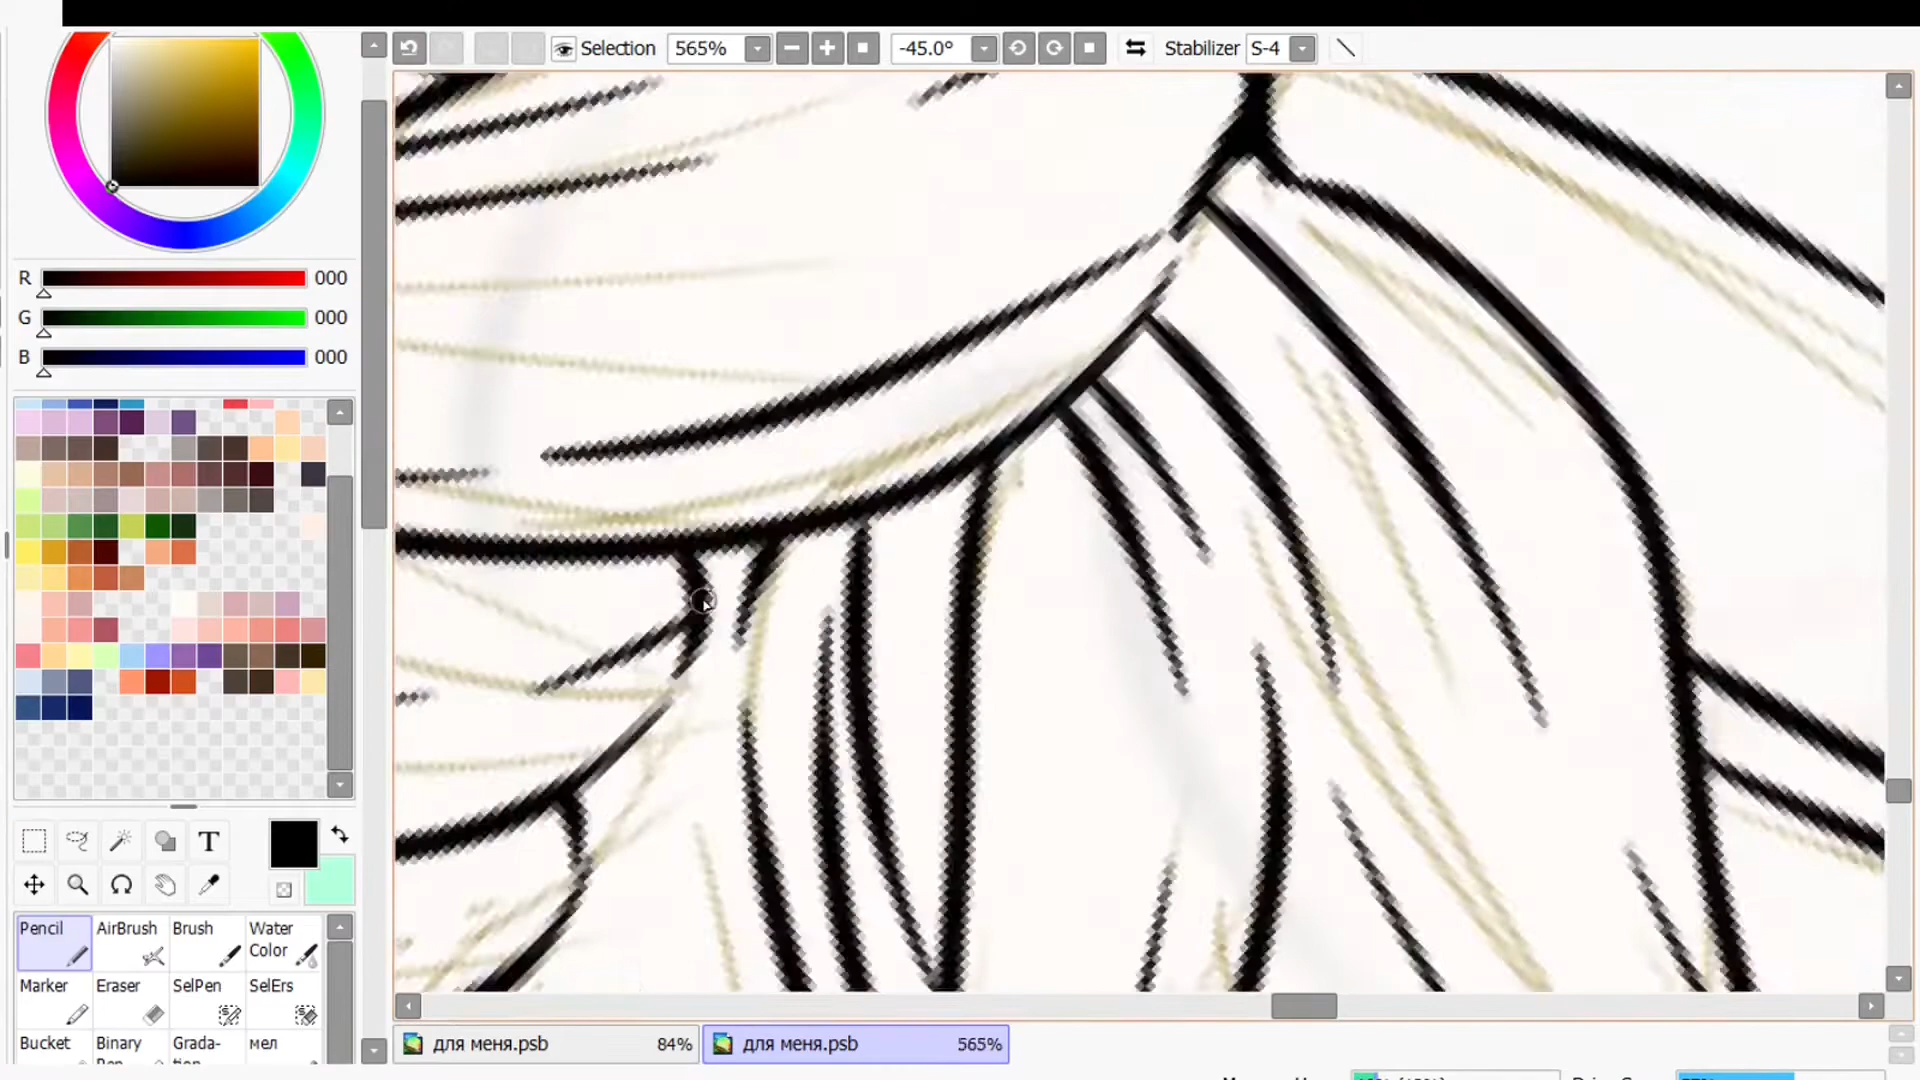 Selection 565% -45.0° Stabilizer S-4
R 000
G 000
B 000
T
Pencil AirBrush Brush Water Color
Marker Eraser SelPen SelErs
Bucket Binary Grada- мел
для меня.psb 84% для меня.psb 565%